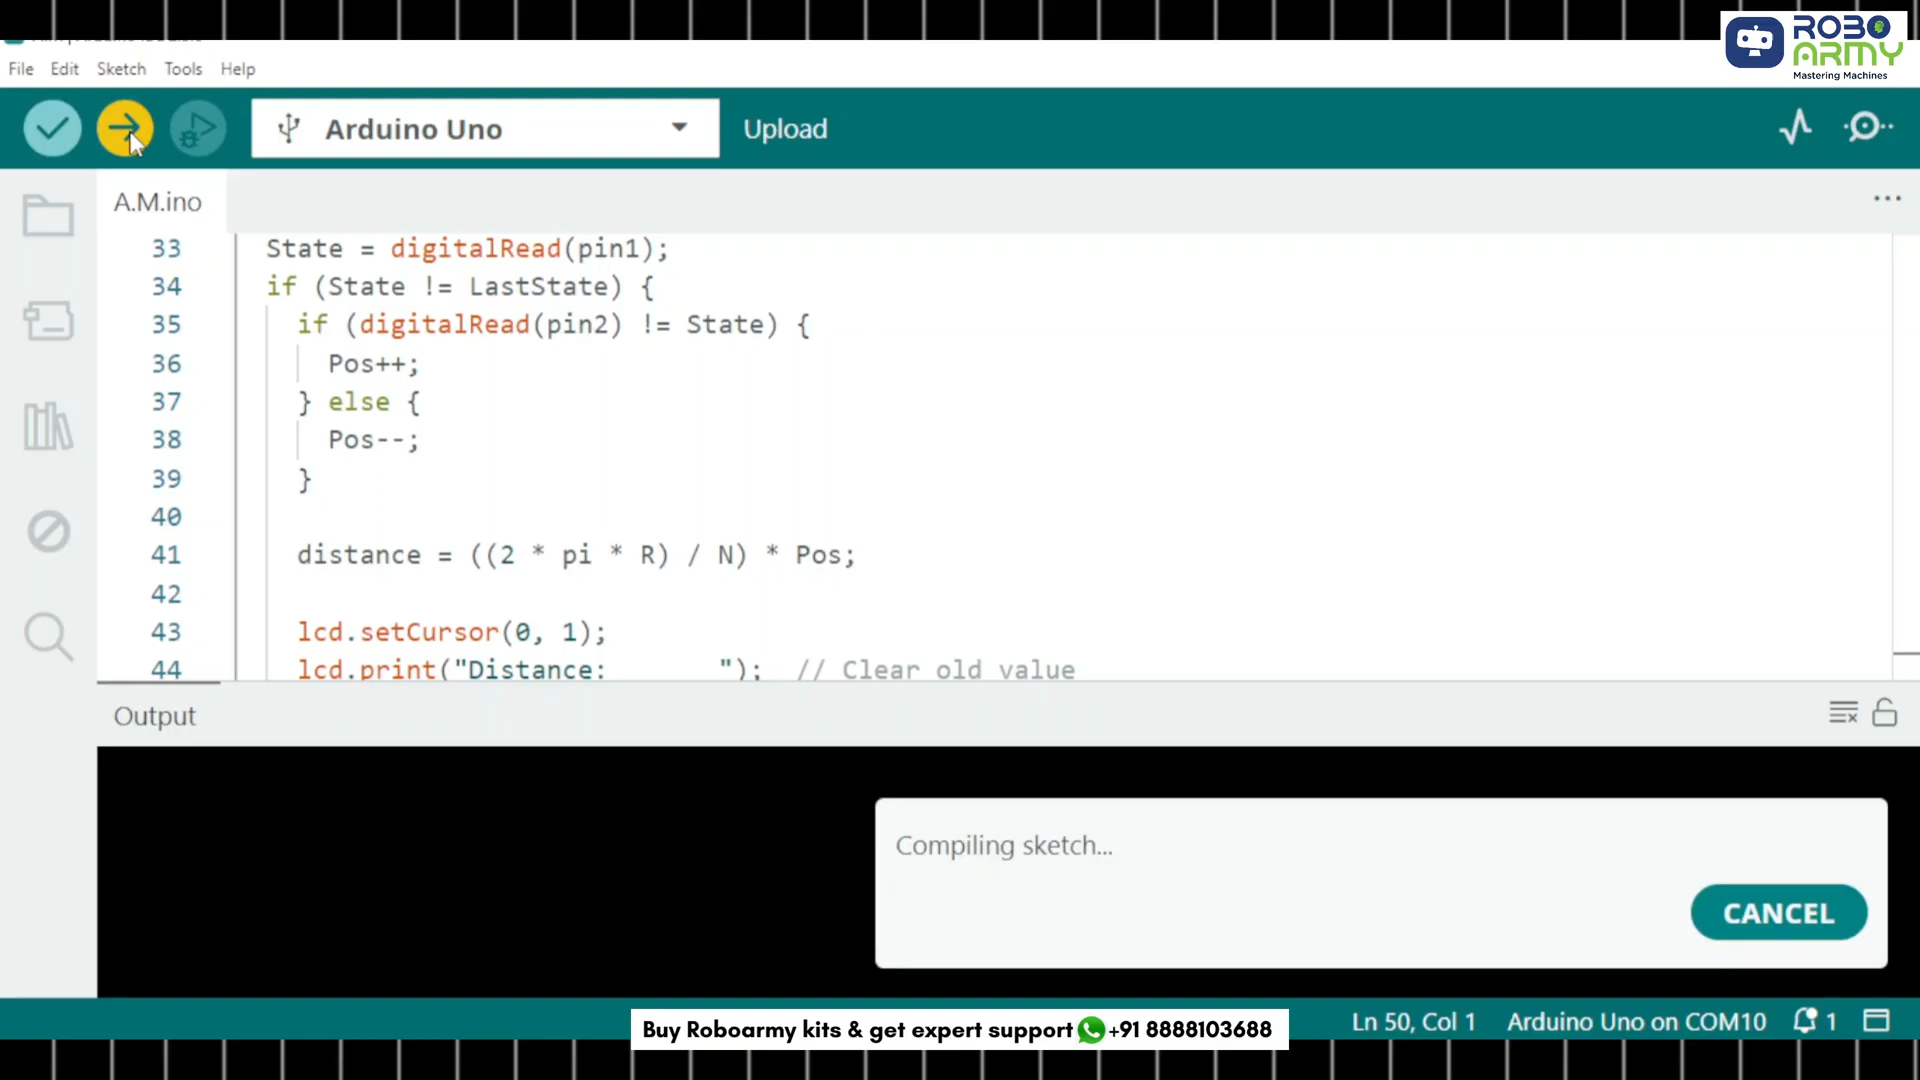 ROBO
ARMY
Mastering Machines
File Edit Sketch Tools Help
Arduino Uno
Upload
A.M.ino
33 State = digitalRead(pin1);
34 if (State != LastState) {
35 if (digitalRead(pin2) != State) {
36 Pos++;
37 } else {
38 Pos--;
39 }
40
41 distance = ((2 * pi * R) / N) * Pos;
42
43 lcd.setCursor(0, 1);
44 lcd.print("Distance:       ");  // Clear old value
Output
Compiling sketch...
CANCEL
Buy Roboarmy kits & get expert support +91 8888103688
Ln 50, Col 1 Arduino Uno on COM10 1